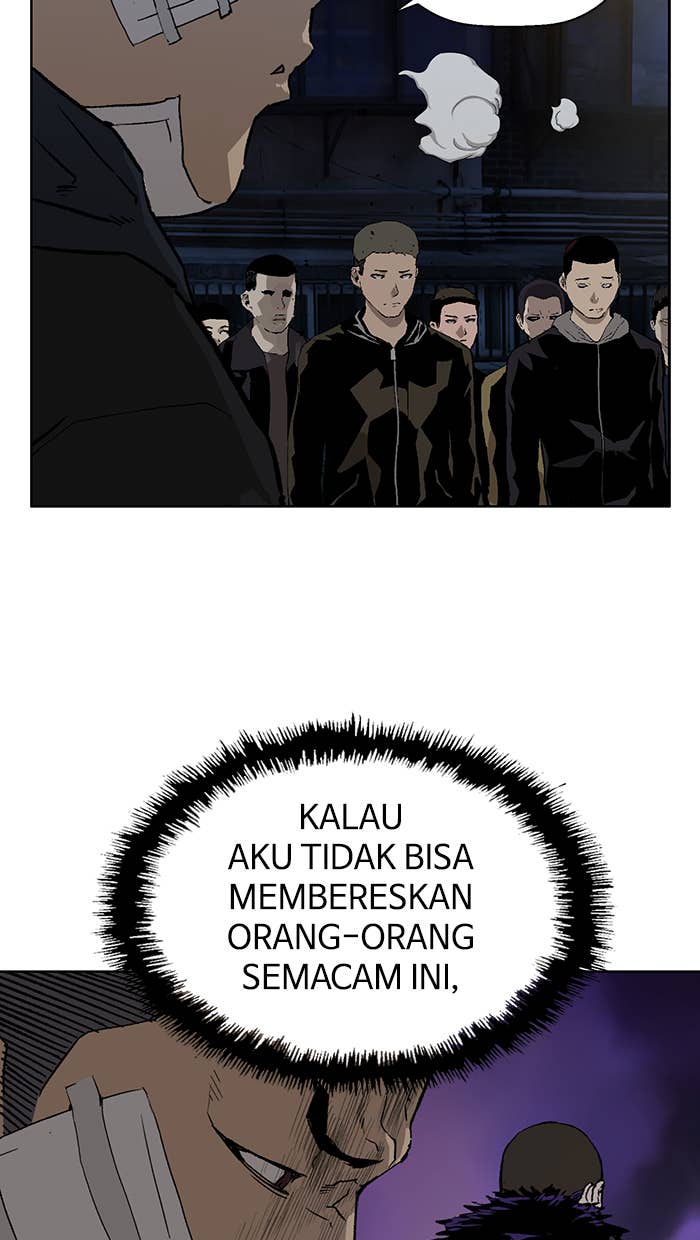 KALAU
AKU TIDAK BISA
MEMBERESKAN
ORANG-ORANG
SEMACAM INI,